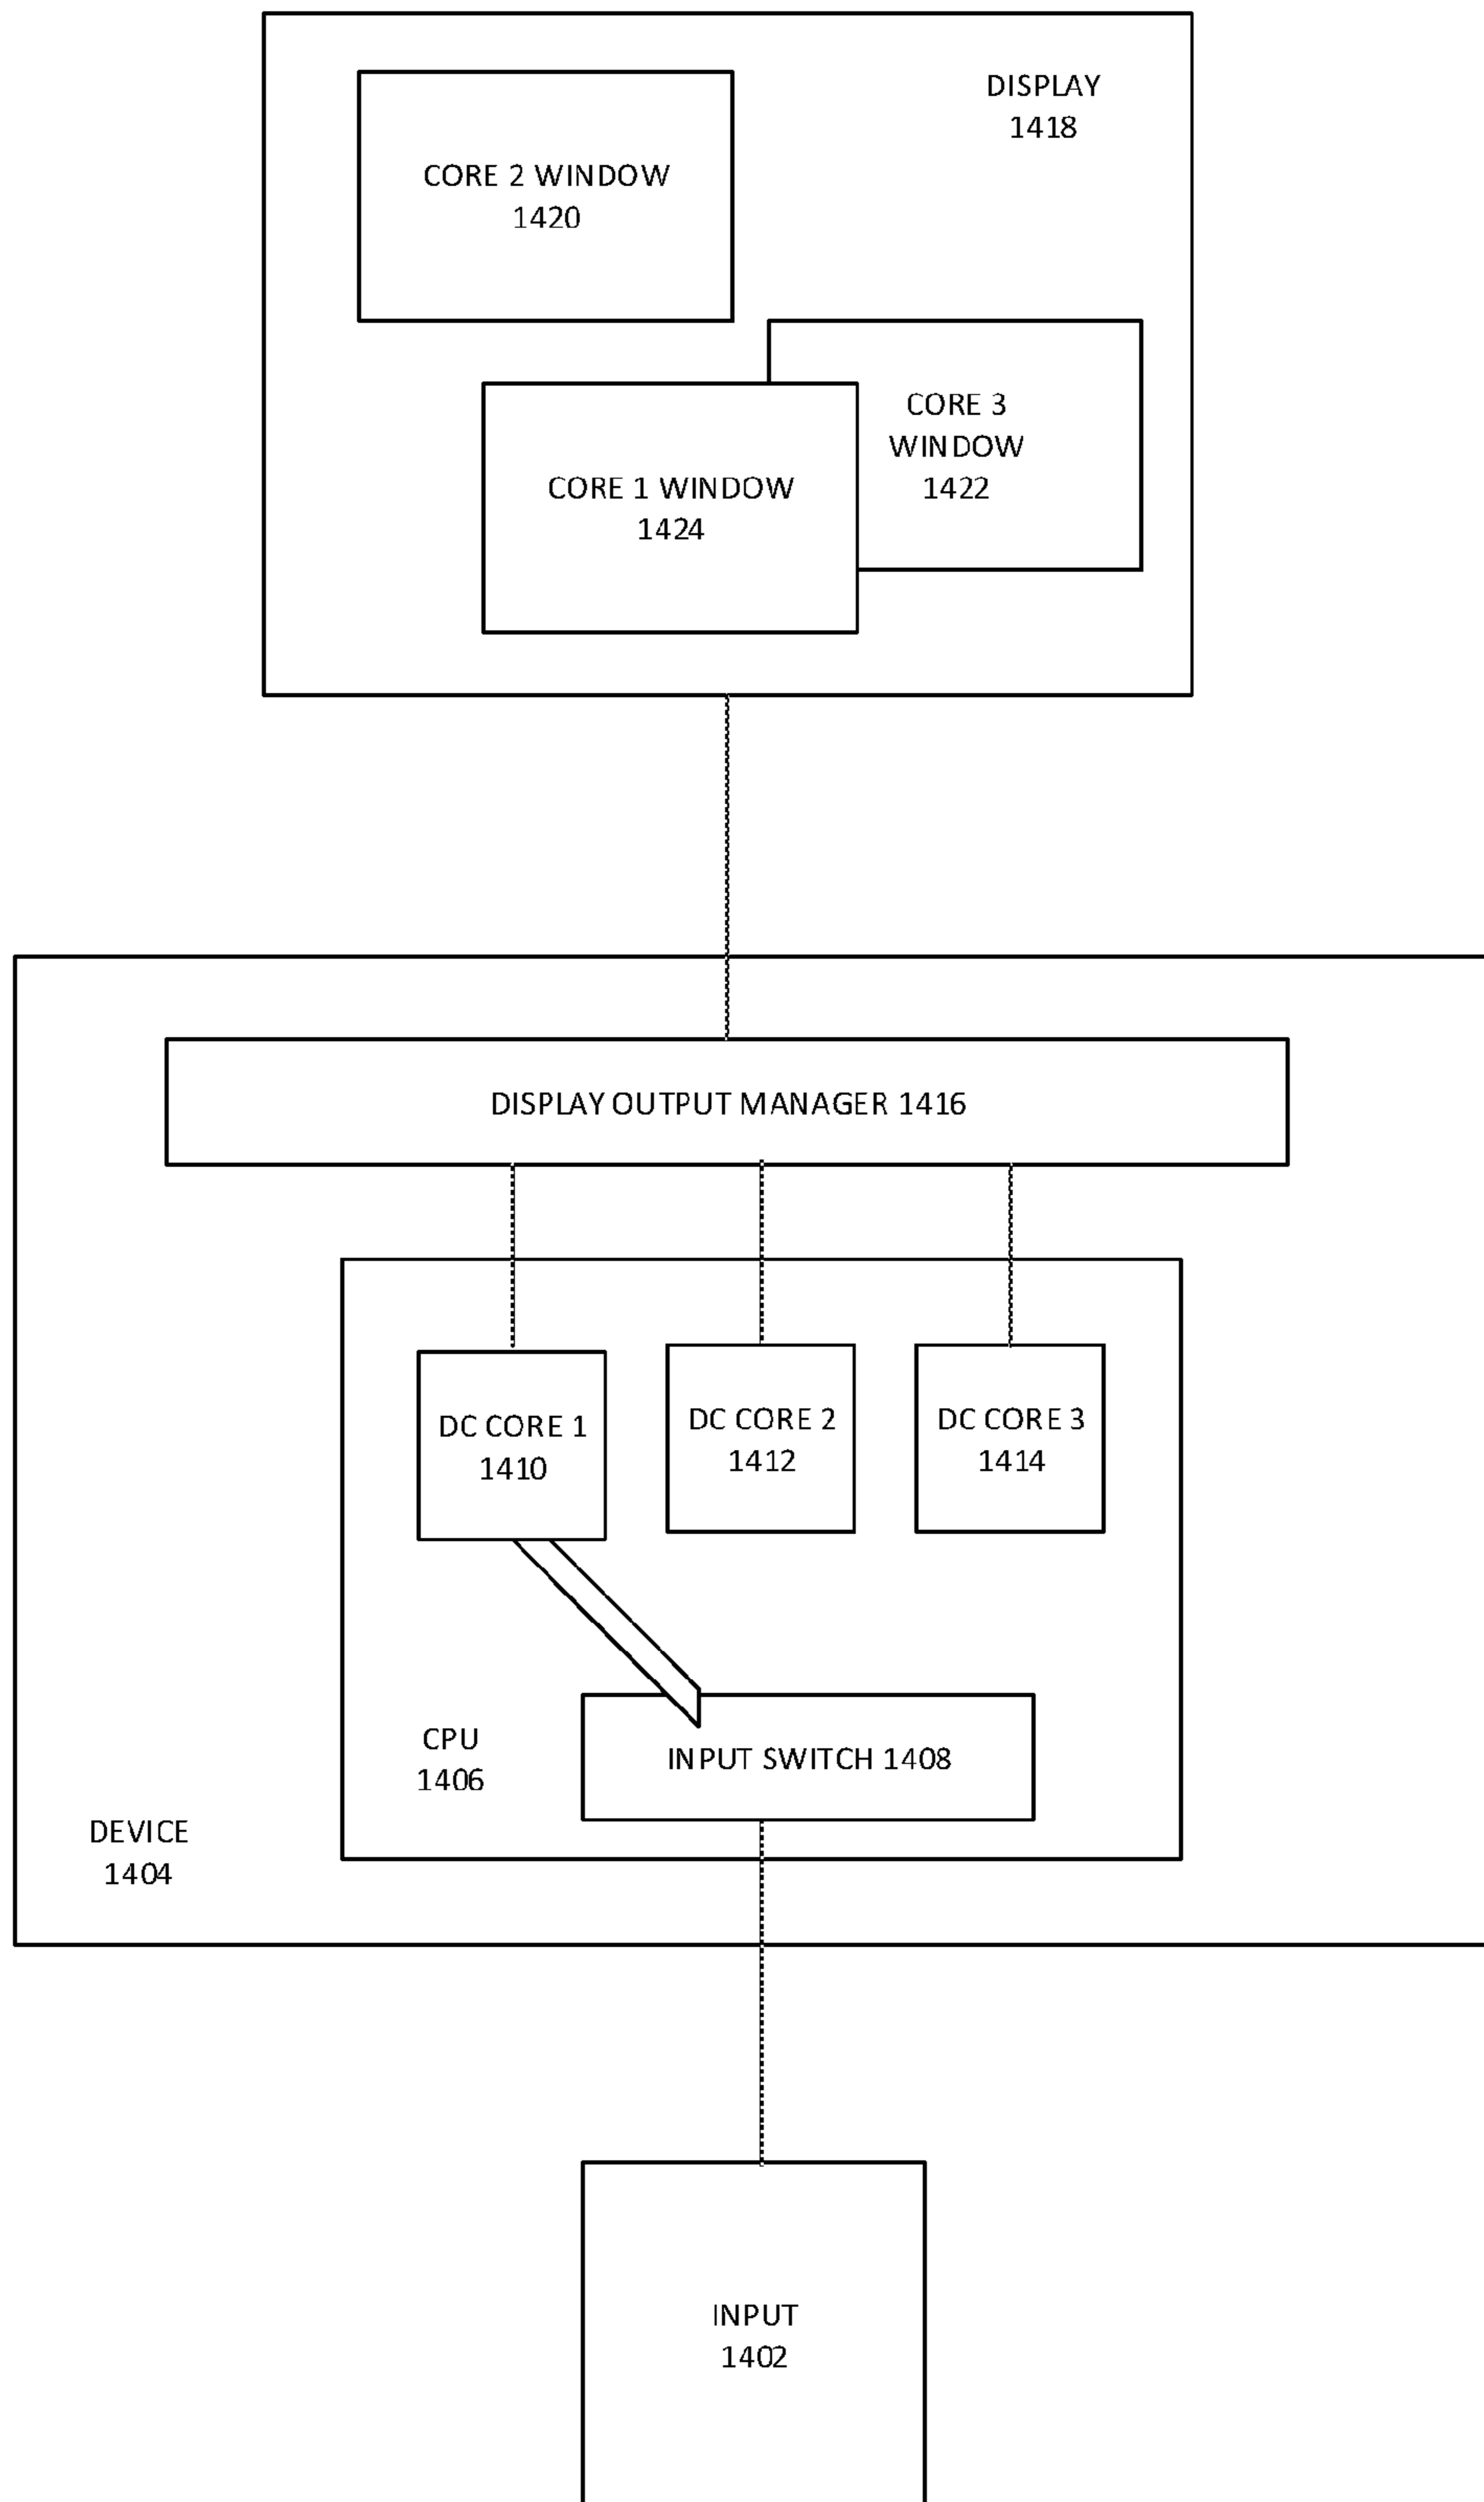 DISPLAY
1418
CORE 2 WINDOW
1420
CORE 3
WINDOW
1422
CORE 1 WINDOW
1424
DISPLAY OUTPUT MANAGER 1416
DC CORE 1
1410
DC CORE 2
1412
DC CORE 3
1414
CPU
1406
INPUT SWITCH 1408
DEVICE
1404
INPUT
1402